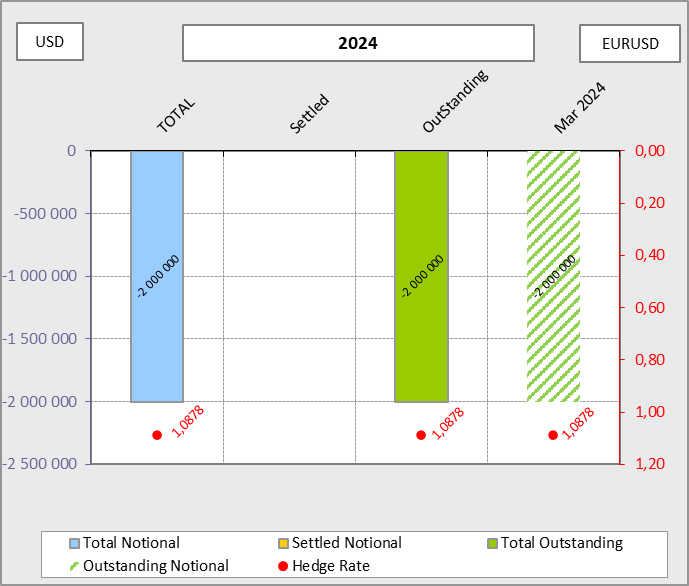 USD
2024
EURUSD
TOTAL
Settled
OutStanding
Mar 2024
0
-500 000
-1 000 000
-1 500 000
-2 000 000
-2 500 000
0,00
0,20
0,40
0,60
0,80
1,00
1,20
-2 000 000
-2 000 000
-2 000 000
1,0878
1,0878
1,0878
Total Notional
Settled Notional
Total Outstanding
Outstanding Notional
Hedge Rate